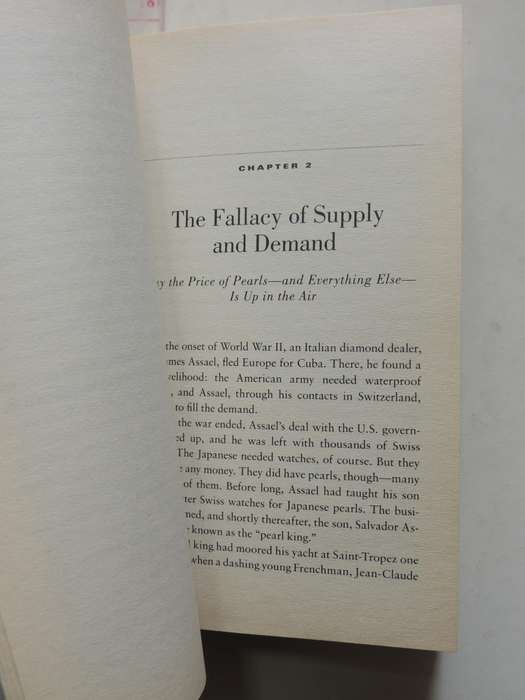 CHAPTER 2
The Fallacy of Supply
and Demand
the Price of Pearls—and Everything Else—
Is Up in the Air
the onset of World War II, an Italian diamond dealer,
Assael, fled Europe for Cuba. There, he found a
the American army needed waterproof
and Assael, through his contacts in Switzerland,
to fill the demand.
the war ended, Assael's deal with the U.S. govern-
up, and he was left with thousands of Swiss
The Japanese needed watches, of course. But they
any money. They did have pearls, though—many
of them. Before long, Assael had taught his son
Swiss watches for Japanese pearls. The busi-
and shortly thereafter, the son, Salvador As-
known as the “pearl king.”
king had moored his yacht at Saint-Tropez one
when a dashing young Frenchman, Jean-Claude